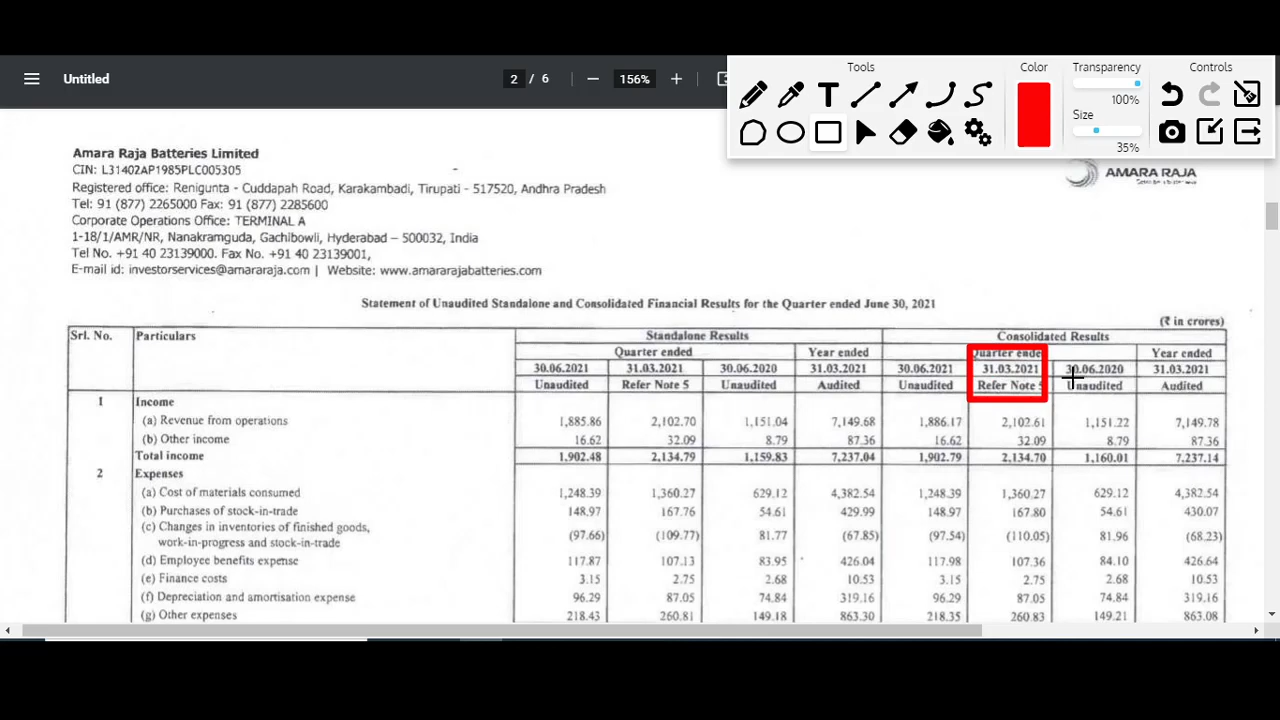 Untitled
2 / 6
156%
Tools
Color
Transparency
100%
Size
35%
Controls
AMARA RAJA
Amara Raja Batteries Limited
CIN: L31402AP1985PLC005305
Registered office: Renigunta - Cuddapah Road, Karakambadi, Tirupati - 517520, Andhra Pradesh
Tel: 91 (877) 2265000 Fax: 91 (877) 2285600
Corporate Operations Office: TERMINAL A
1-18/1/AMR/NR, Nanakramguda, Gachibowli, Hyderabad – 500032, India
Tel No. +91 40 23139000. Fax No. +91 40 23139001,
E-mail id: investorservices@amararaja.com | Website: www.amararajabatteries.com
Statement of Unaudited Standalone and Consolidated Financial Results for the Quarter ended June 30, 2021
(₹ in crores)
Srl. No. Particulars Standalone Results Consolidated Results
Quarter ended Year ended Quarter ended Year ended
30.06.2021 31.03.2021 30.06.2020 31.03.2021 30.06.2021 31.03.2021 30.06.2020 31.03.2021
Unaudited Refer Note 5 Unaudited Audited Unaudited Refer Note 5 Unaudited Audited
1 Income
(a) Revenue from operations 1,885.86 2,102.70 1,151.04 7,149.68 1,886.17 2,102.61 1,151.22 7,149.78
(b) Other income 16.62 32.09 8.79 87.36 16.62 32.09 8.79 87.36
Total income 1,902.48 2,134.79 1,159.83 7,237.04 1,902.79 2,134.70 1,160.01 7,237.14
2 Expenses
(a) Cost of materials consumed 1,248.39 1,360.27 629.12 4,382.54 1,248.39 1,360.27 629.12 4,382.54
(b) Purchases of stock-in-trade 148.97 167.76 54.61 429.99 148.97 167.80 54.61 430.07
(c) Changes in inventories of finished goods,
work-in-progress and stock-in-trade (97.66) (109.77) 81.77 (67.85) (97.54) (110.05) 81.96 (68.23)
(d) Employee benefits expense 117.87 107.13 83.95 426.04 117.98 107.36 84.10 426.64
(e) Finance costs 3.15 2.75 2.68 10.53 3.15 2.75 2.68 10.53
(f) Depreciation and amortisation expense 96.29 87.05 74.84 319.16 96.29 87.05 74.84 319.16
(g) Other expenses 218.43 260.81 149.18 863.30 218.35 260.83 149.21 863.08